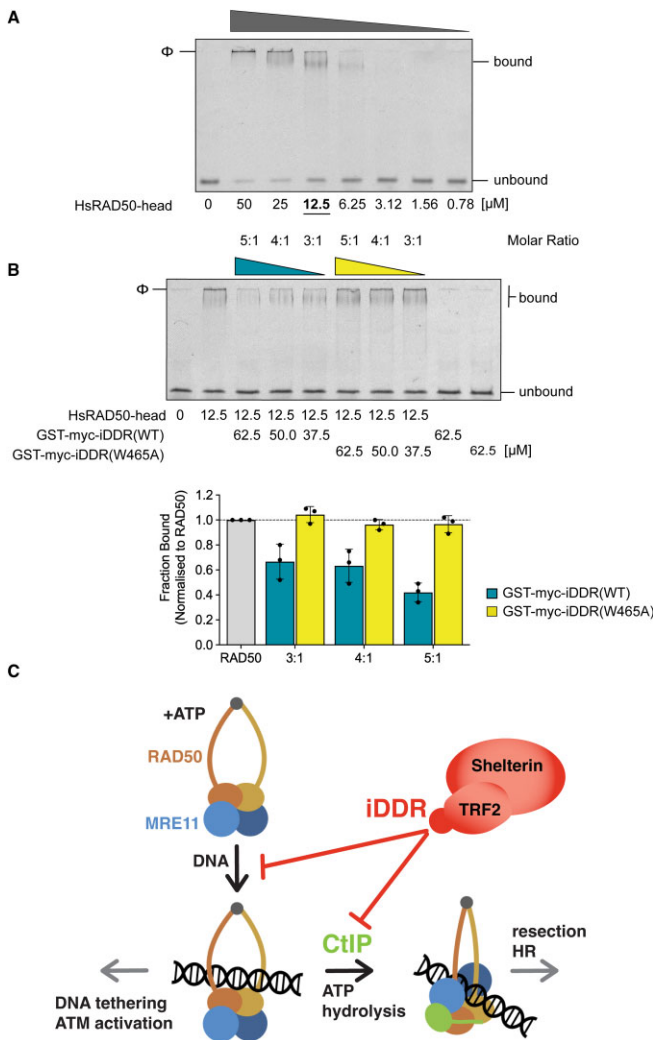 A
Φ
bound
unbound
HsRAD50-head 0 50 25 12.5 6.25 3.12 1.56 0.78 [µM]
5:1 4:1 3:1 5:1 4:1 3:1 Molar Ratio
B
Φ
bound
unbound
HsRAD50-head 0 12.5 12.5 12.5 12.5 12.5 12.5 12.5
GST-myc-iDDR(WT) 62.5 50.0 37.5 62.5
GST-myc-iDDR(W465A) 62.5 50.0 37.5 62.5 [µM]
Fraction Bound
(Normalised to RAD50)
1.2
1.0
0.8
0.6
0.4
0.2
0.0
RAD50 3:1 4:1 5:1
GST-myc-iDDR(WT)
GST-myc-iDDR(W465A)
C
+ATP
RAD50
MRE11
DNA
Shelterin
TRF2
iDDR
CtIP
ATP
hydrolysis
resection
HR
DNA tethering
ATM activation